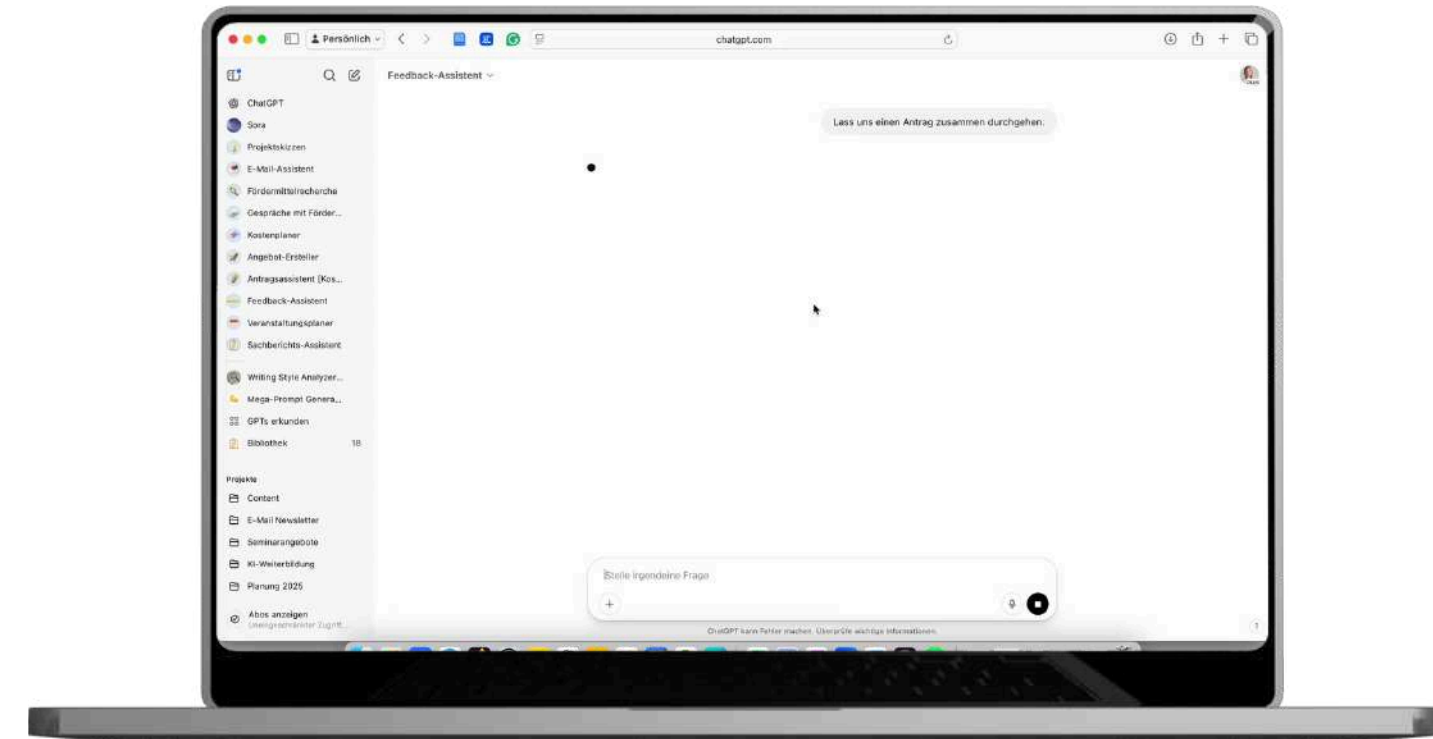 Persönlich
chatgpt.com
Feedback-Assistent
Lass uns einen Antrag zusammen durchgehen.
ChatGPT
Sora
Projektskizzen
E-Mail-Assistent
Fördermittelrecherche
Gespräche mit Förder...
Kostenplaner
Angebot-Ersteller
Antragsassistent [Kos...
Feedback-Assistent
Veranstaltungsplaner
Sachberichts-Assistent
Writing Style Analyzer...
Mega-Prompt Genera...
GPTs erkunden
Bibliothek 18
Projekte
Content
E-Mail Newsletter
Seminarangebote
KI-Weiterbildung
Planung 2025
Abos anzeigen
Uneingeschränkter Zugriff...
Stelle irgendeine Frage
ChatGPT kann Fehler machen. Überprüfe wichtige Informationen.